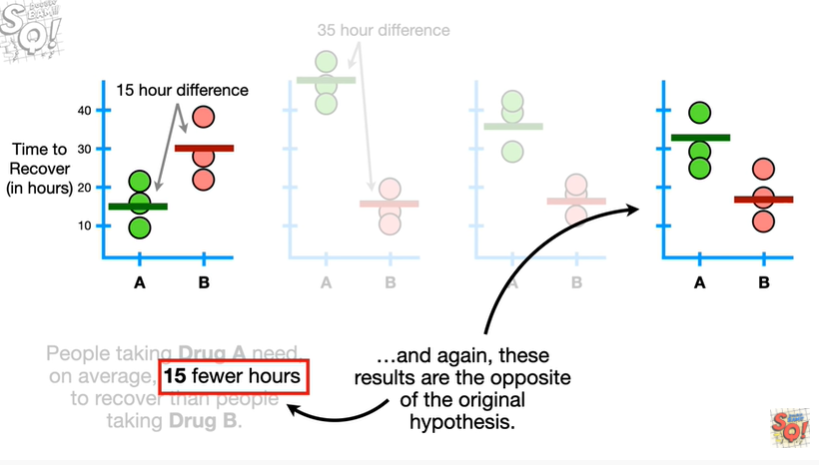 35 hour difference
15 hour difference
Time to
Recover
(in hours)
40
30
20
10
A
B
A
B
A
B
A
B
People taking Drug A need,
on average, 15 fewer hours
to recover than people
taking Drug B.
…and again, these
results are the opposite
of the original
hypothesis.
SQ!